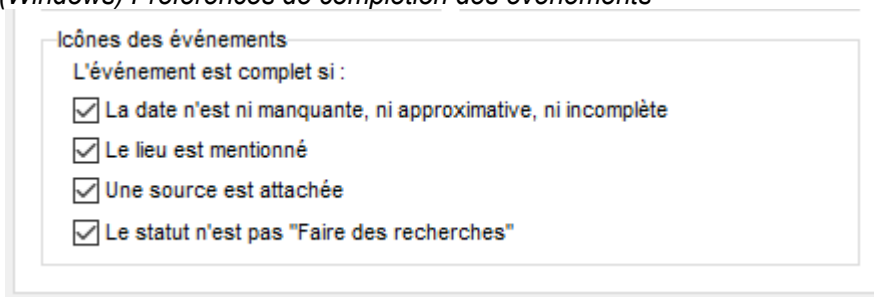 (Windows) Préférences de complétion des événements
Icônes des événements
L'événement est complet si :
La date n'est ni manquante, ni approximative, ni incomplète
Le lieu est mentionné
Une source est attachée
Le statut n'est pas "Faire des recherches"